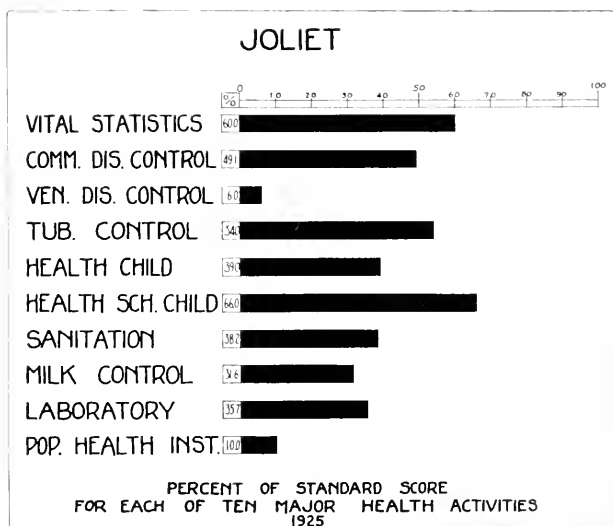 JOLIET
% 0 10 20 30 40 50 60 70 80 90 100
VITAL STATISTICS 60.0
COMM. DIS. CONTROL 49.1
VEN. DIS. CONTROL 6.0
TUB. CONTROL 54.0
HEALTH CHILD 39.0
HEALTH SCH. CHILD 66.0
SANITATION 38.2
MILK CONTROL 31.6
LABORATORY 35.7
POP. HEALTH INST. 10.0
PERCENT OF STANDARD SCORE
FOR EACH OF TEN MAJOR HEALTH ACTIVITIES
1925